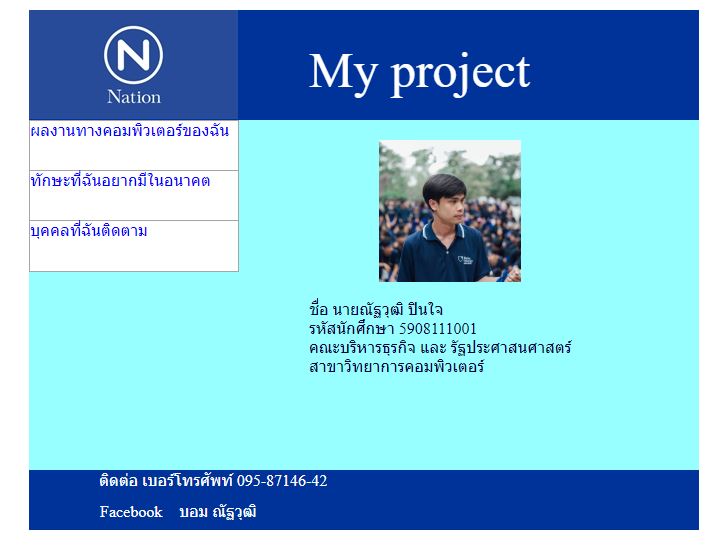 N
Nation
My project
ผลงานทางคอมพิวเตอร์ของฉัน
ทักษะที่ฉันอยากมีในอนาคต
บุคคลที่ฉันติดตาม
ชื่อ นายณัฐวุฒิ ปินใจ
รหัสนักศึกษา 5908111001
คณะบริหารธุรกิจ และ รัฐประศาสนศาสตร์
สาขาวิทยาการคอมพิวเตอร์
ติดต่อ เบอร์โทรศัพท์ 095-87146-42
Facebook บอม ณัฐวุฒิ